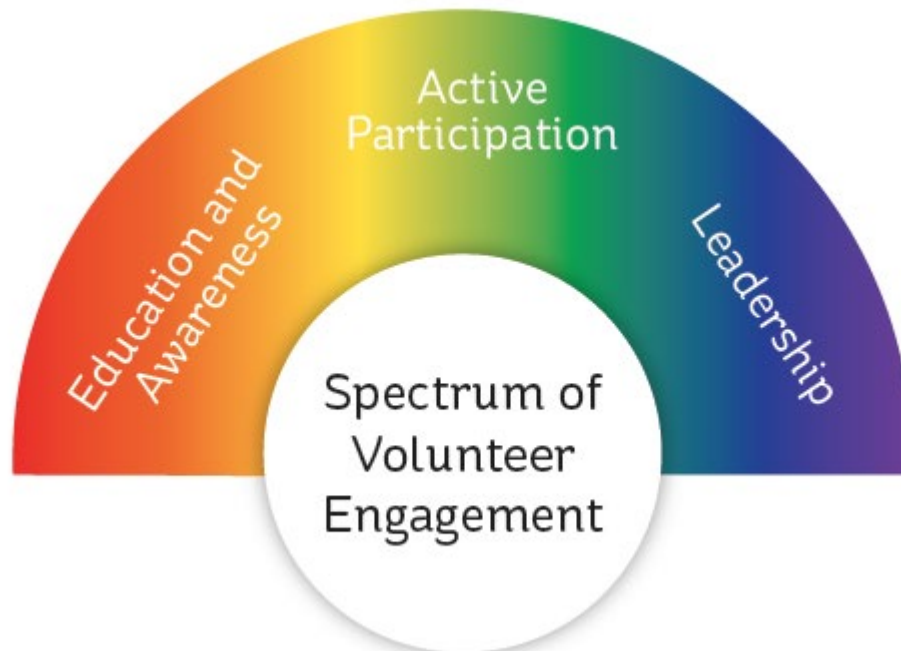 Active
Participation
Education and
Awareness
Leadership
Spectrum of
Volunteer
Engagement